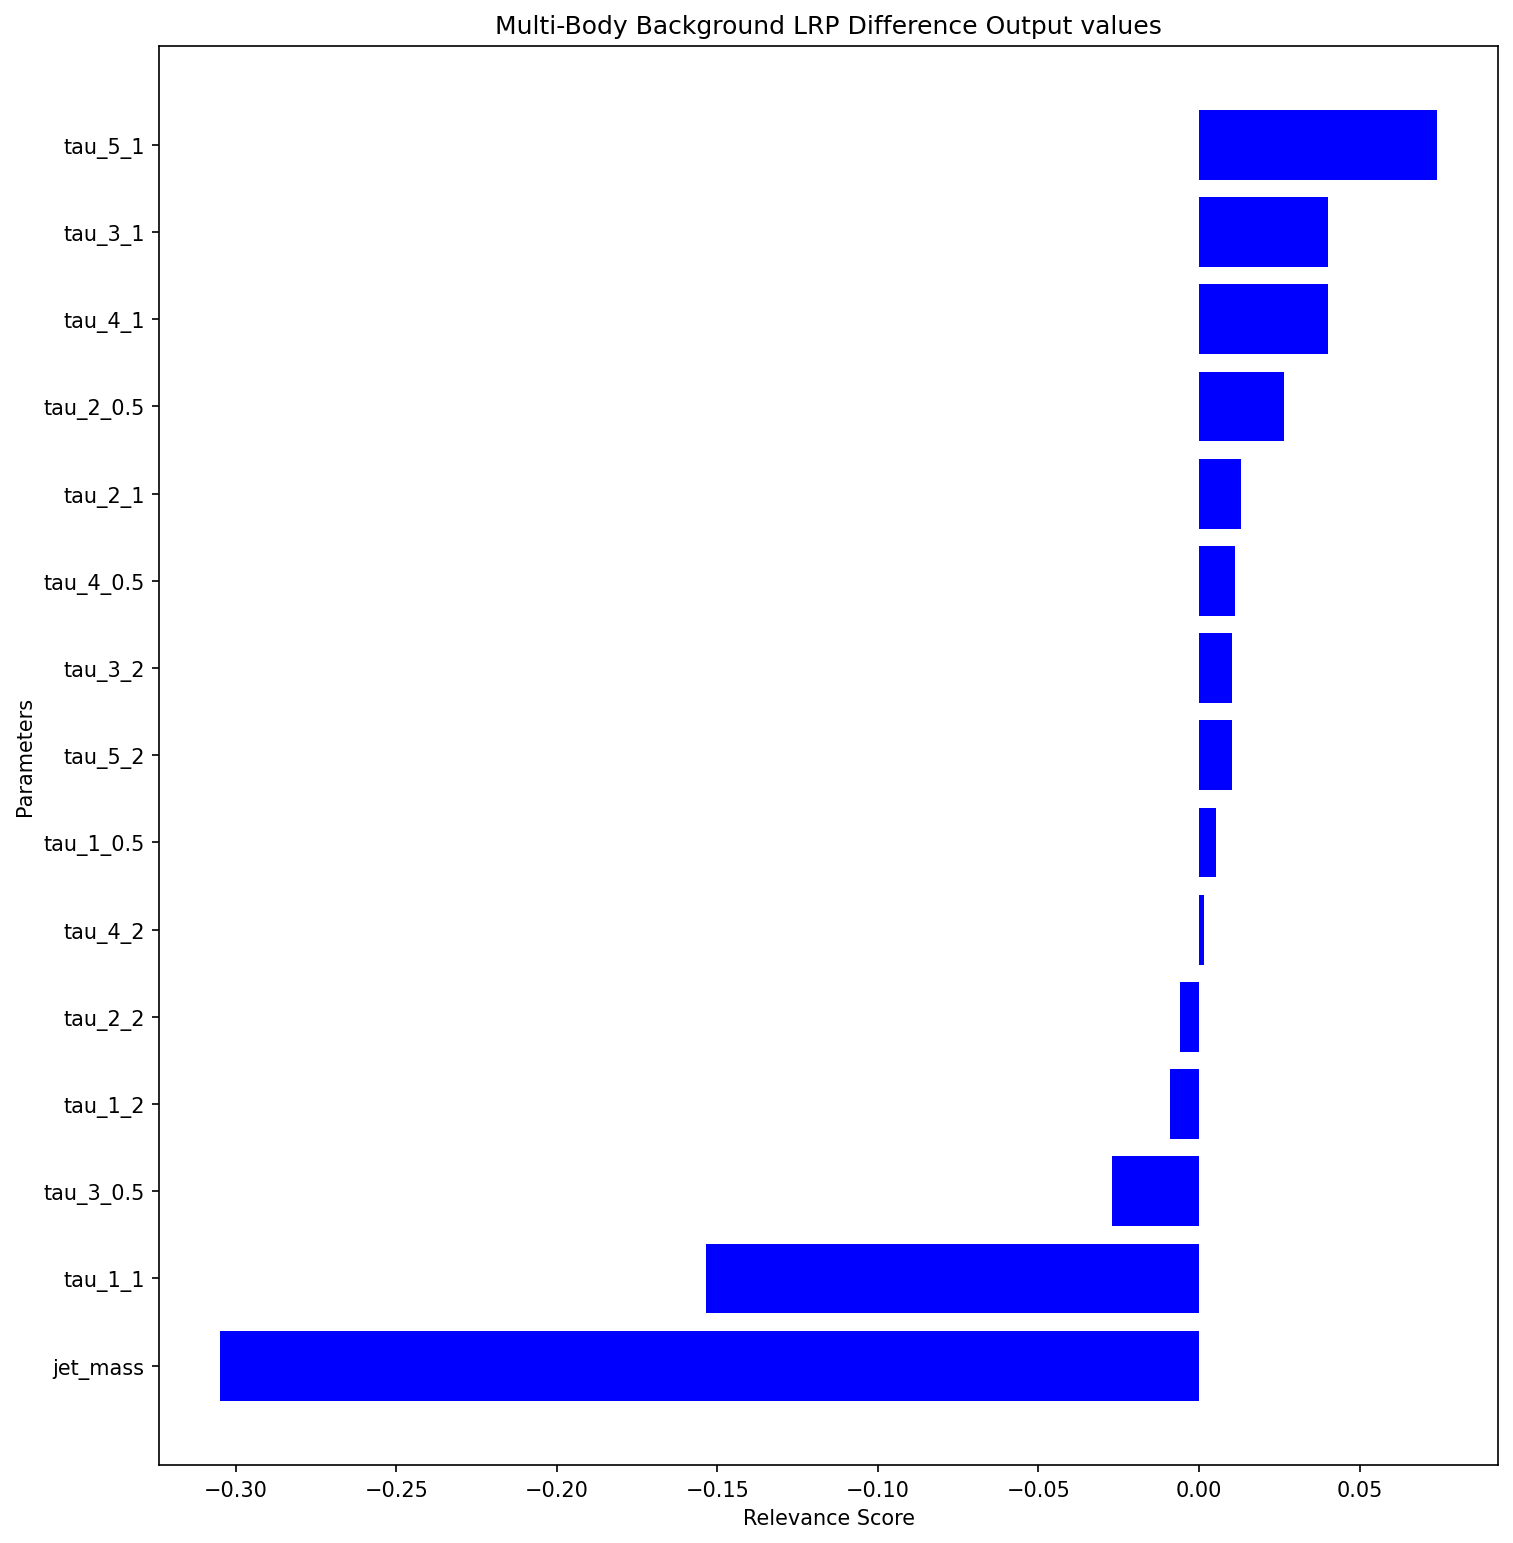 Multi-Body Background LRP Difference Output values
tau_5_1
tau_3_1
tau_4_1
tau_2_0.5
tau_2_1
tau_4_0.5
tau_3_2
tau_5_2
tau_1_0.5
tau_4_2
tau_2_2
tau_1_2
tau_3_0.5
tau_1_1
jet_mass
Parameters
−0.30 −0.25 −0.20 −0.15 −0.10 −0.05 0.00 0.05
Relevance Score